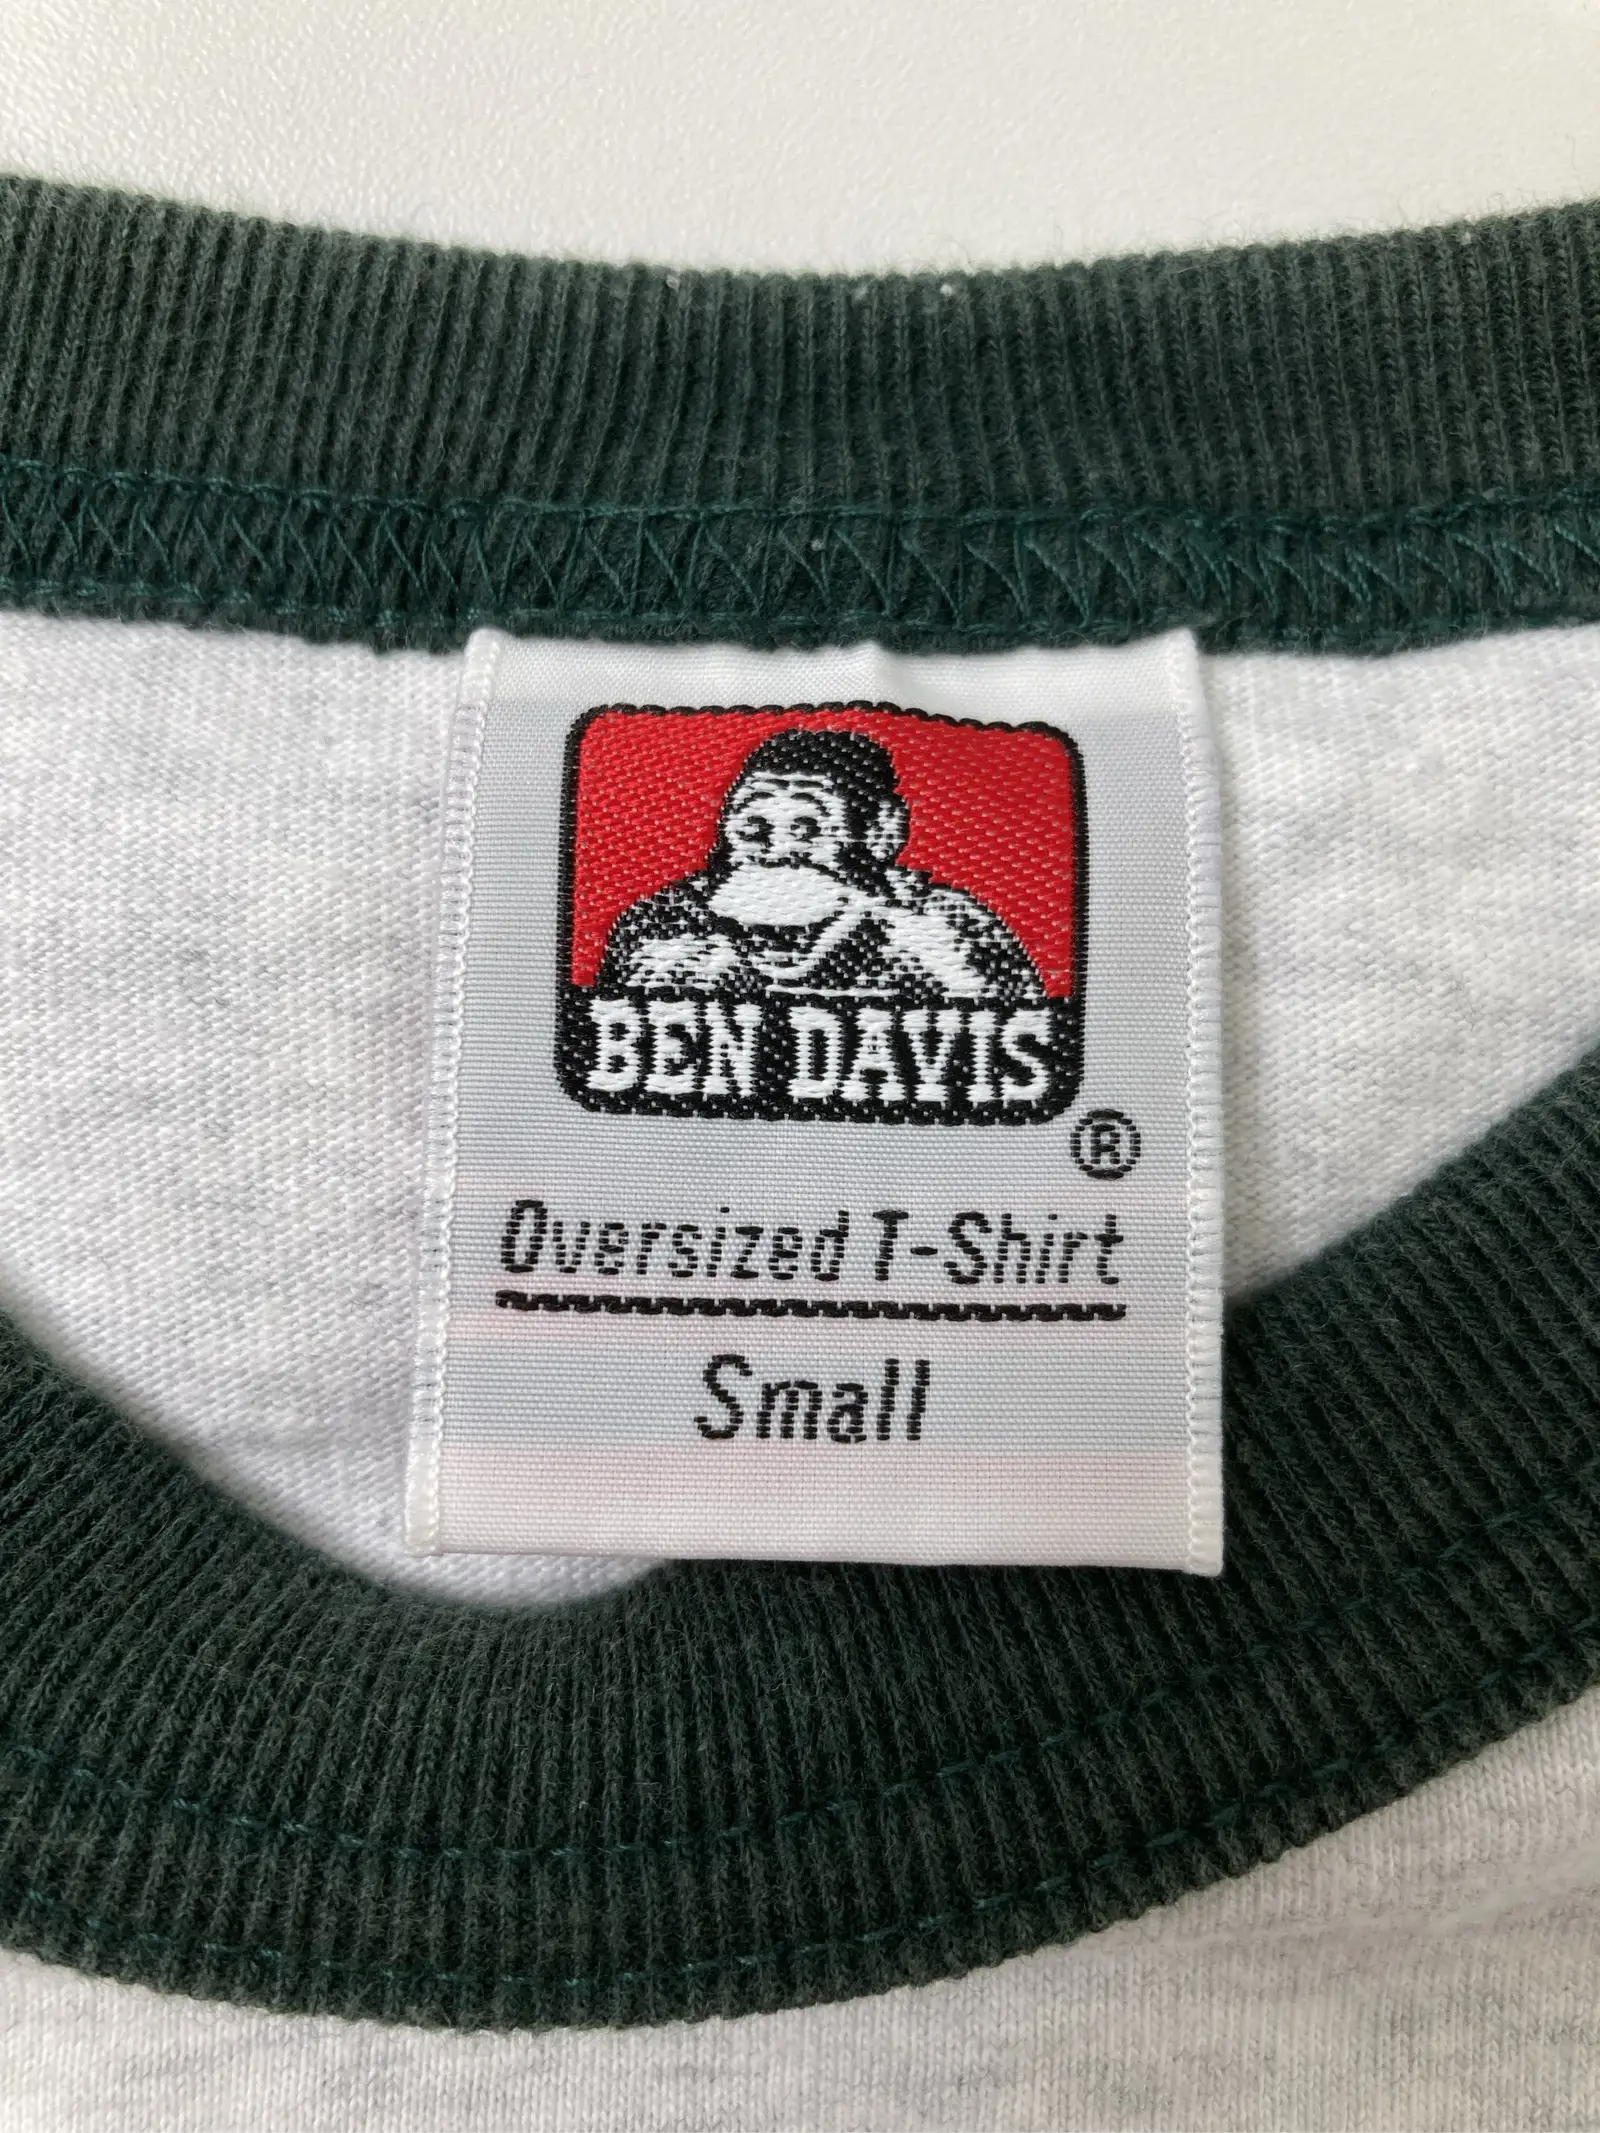 BEN DAVIS
®
Oversized T-Shirt
Small